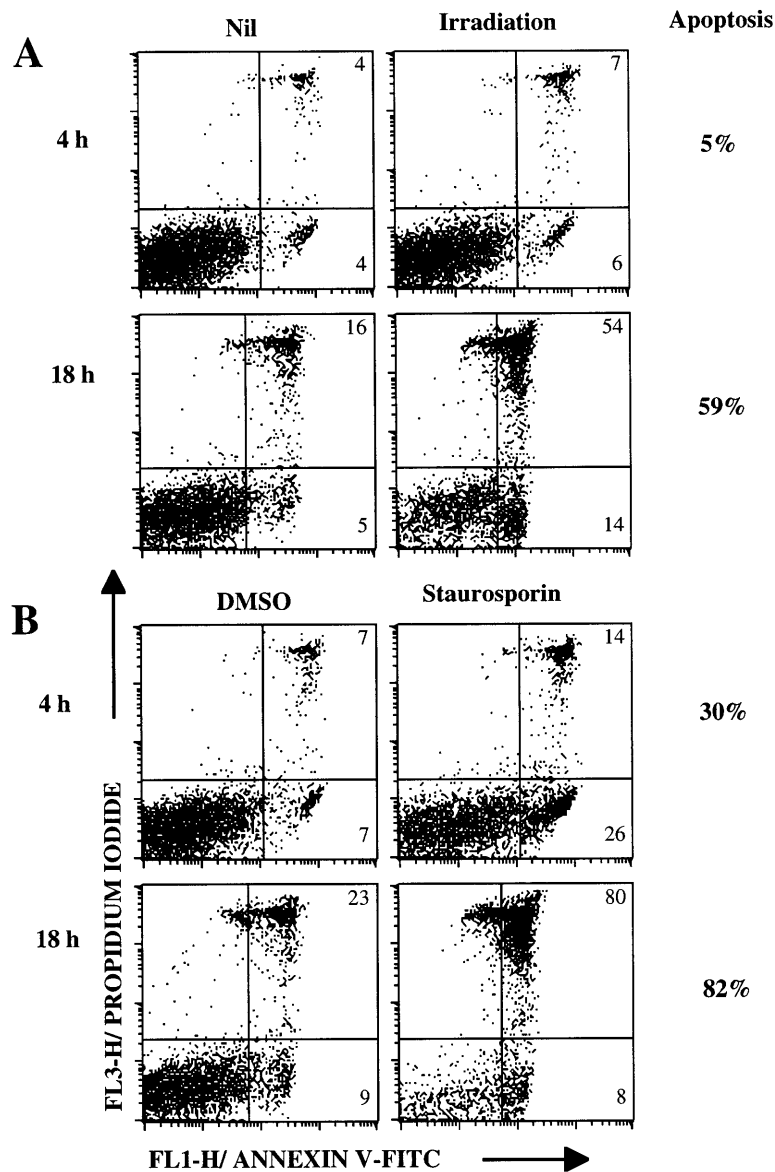 Nil Irradiation Apoptosis
A
4 h 4 7 5%
4 6
18 h 16 54 59%
5 14
B DMSO Staurosporin
4 h 7 14 30%
7 26
18 h 23 80 82%
9 8
FL3-H/ PROPIDIUM IODIDE
FL1-H/ ANNEXIN V-FITC